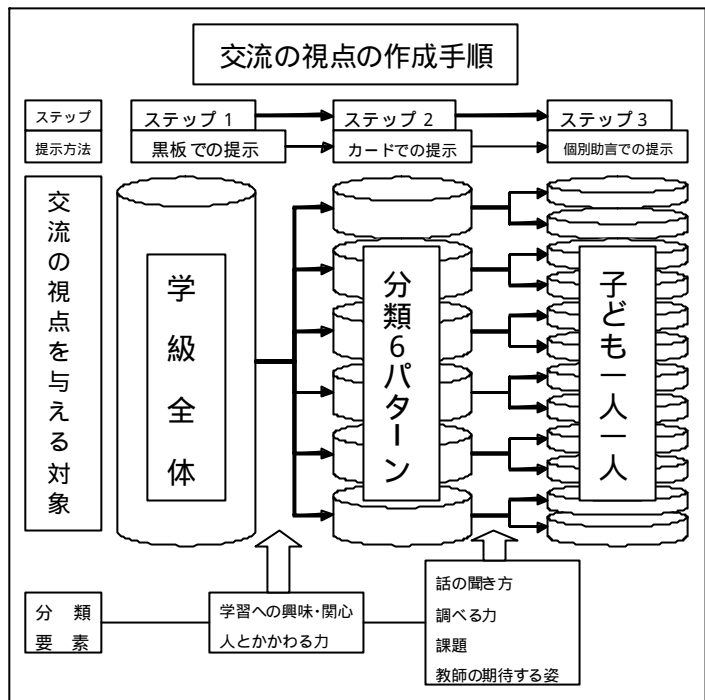 交流の視点の作成手順
ステップ
ステップ1
ステップ2
ステップ3
提示方法
黒板での提示
カードでの提示
個別助言での提示
交流の視点を与える対象
学級全体
分類6パターン
子ども一人一人
分類
要素
学習への興味・関心
人とかかわる力
話の聞き方
調べる力
課題
教師の期待する姿